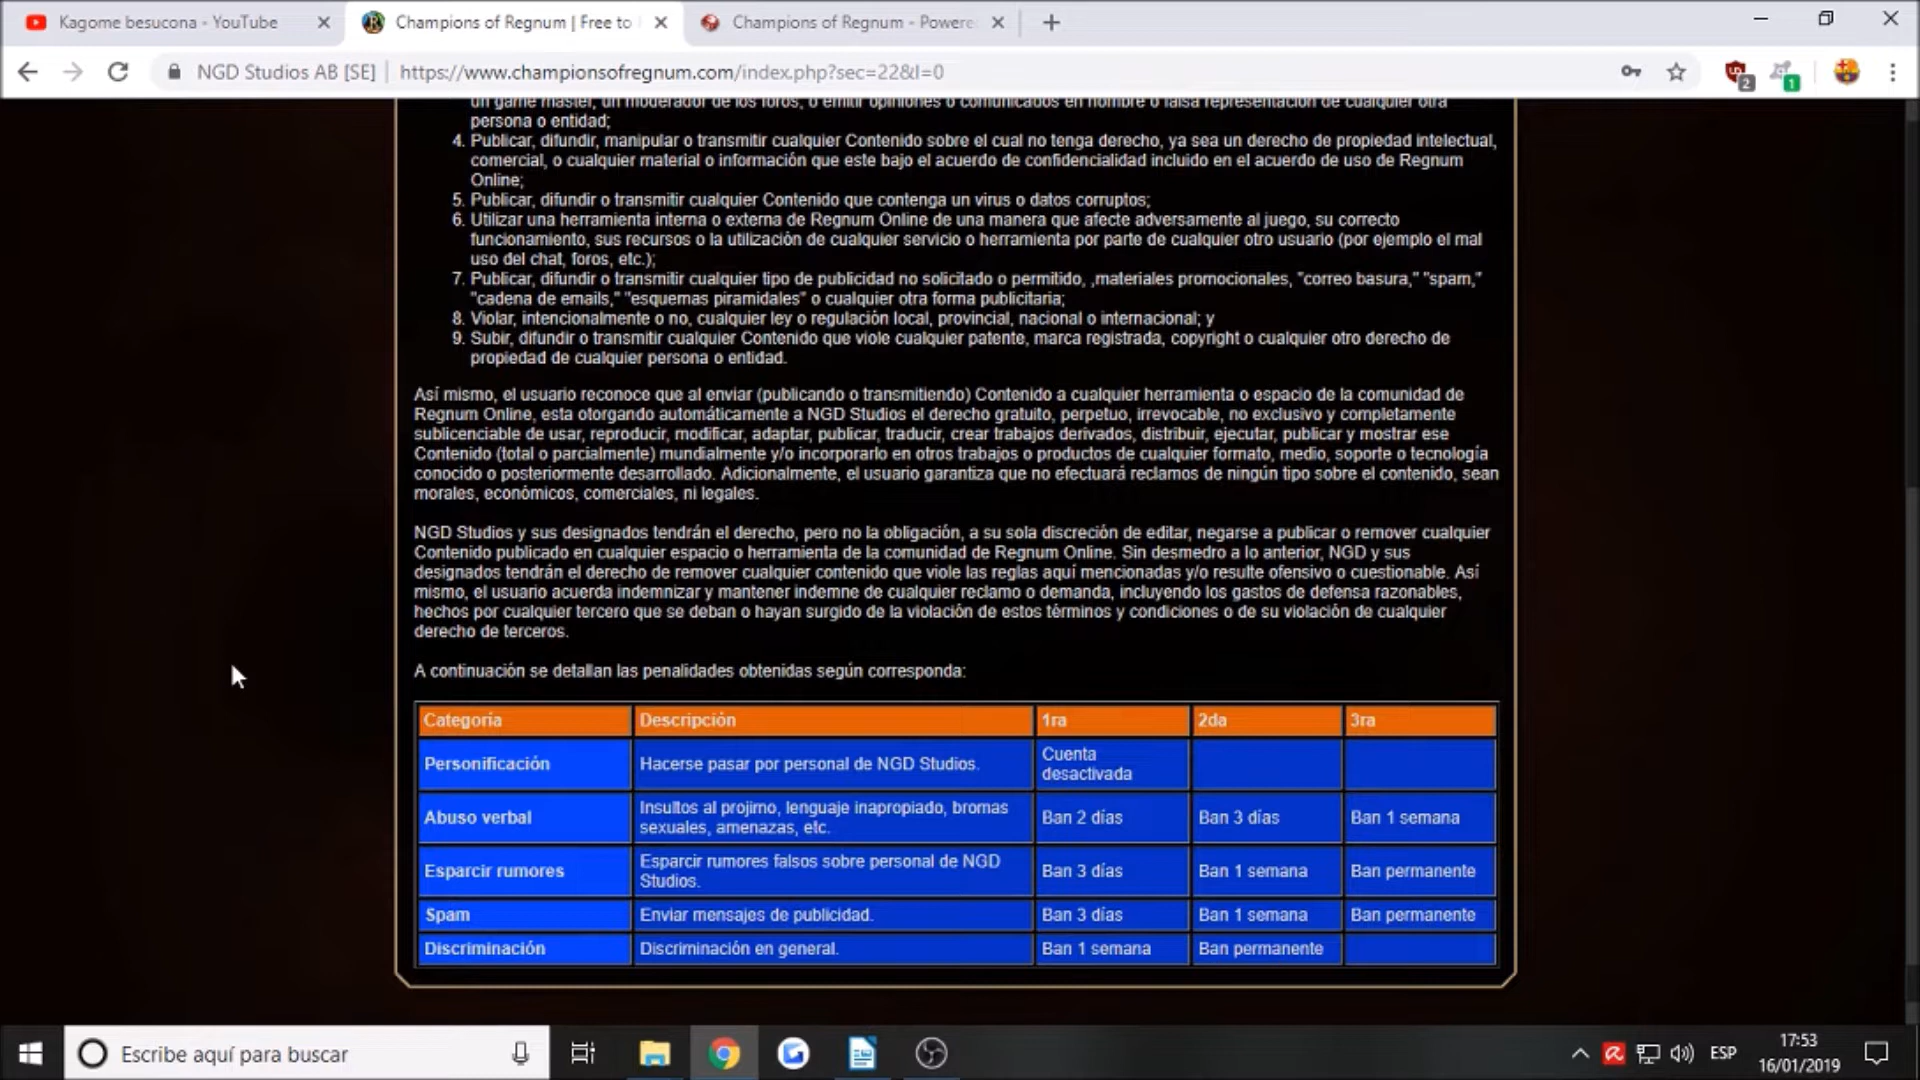 Kagome besucona - YouTube
Champions of Regnum | Free to
Champions of Regnum - Powere
NGD Studios AB [SE]
https://www.championsofregnum.com/index.php?sec=22&l=0
2
1
un game master, un moderador de los foros, o emitir opiniones o comunicados en nombre o falsa representación de cualquier otra
persona o entidad;
4. Publicar, difundir, manipular o transmitir cualquier Contenido sobre el cual no tenga derecho, ya sea un derecho de propiedad intelectual,
comercial, o cualquier material o información que este bajo el acuerdo de confidencialidad incluido en el acuerdo de uso de Regnum
Online;
5. Publicar, difundir o transmitir cualquier Contenido que contenga un virus o datos corruptos;
6. Utilizar una herramienta interna o externa de Regnum Online de una manera que afecte adversamente al juego, su correcto
funcionamiento, sus recursos o la utilización de cualquier servicio o herramienta por parte de cualquier otro usuario (por ejemplo el mal
uso del chat, foros, etc.);
7. Publicar, difundir o transmitir cualquier tipo de publicidad no solicitado o permitido, ,materiales promocionales, "correo basura," "spam,"
"cadena de emails," "esquemas piramidales" o cualquier otra forma publicitaria;
8. Violar, intencionalmente o no, cualquier ley o regulación local, provincial, nacional o internacional; y
9. Subir, difundir o transmitir cualquier Contenido que viole cualquier patente, marca registrada, copyright o cualquier otro derecho de
propiedad de cualquier persona o entidad.
Así mismo, el usuario reconoce que al enviar (publicando o transmitiendo) Contenido a cualquier herramienta o espacio de la comunidad de
Regnum Online, esta otorgando automáticamente a NGD Studios el derecho gratuito, perpetuo, irrevocable, no exclusivo y completamente
sublicenciable de usar, reproducir, modificar, adaptar, publicar, traducir, crear trabajos derivados, distribuir, ejecutar, publicar y mostrar ese
Contenido (total o parcialmente) mundialmente y/o incorporarlo en otros trabajos o productos de cualquier formato, medio, soporte o tecnología
conocido o posteriormente desarrollado. Adicionalmente, el usuario garantiza que no efectuará reclamos de ningún tipo sobre el contenido, sean
morales, económicos, comerciales, ni legales.
NGD Studios y sus designados tendrán el derecho, pero no la obligación, a su sola discreción de editar, negarse a publicar o remover cualquier
Contenido publicado en cualquier espacio o herramienta de la comunidad de Regnum Online. Sin desmedro a lo anterior, NGD y sus
designados tendrán el derecho de remover cualquier contenido que viole las reglas aquí mencionadas y/o resulte ofensivo o cuestionable. Así
mismo, el usuario acuerda indemnizar y mantener indemne de cualquier reclamo o demanda, incluyendo los gastos de defensa razonables,
hechos por cualquier tercero que se deban o hayan surgido de la violación de estos términos y condiciones o de su violación de cualquier
derecho de terceros.
A continuación se detallan las penalidades obtenidas según corresponda:
Categoría Descripción 1ra 2da 3ra
Personificación Hacerse pasar por personal de NGD Studios. Cuenta
desactivada
Abuso verbal Insultos al projimo, lenguaje inapropiado, bromas
sexuales, amenazas, etc. Ban 2 días Ban 3 días Ban 1 semana
Esparcir rumores Esparcir rumores falsos sobre personal de NGD
Studios. Ban 3 días Ban 1 semana Ban permanente
Spam Enviar mensajes de publicidad. Ban 3 días Ban 1 semana Ban permanente
Discriminación Discriminación en general. Ban 1 semana Ban permanente
Escribe aquí para buscar
ESP
17:53
16/01/2019